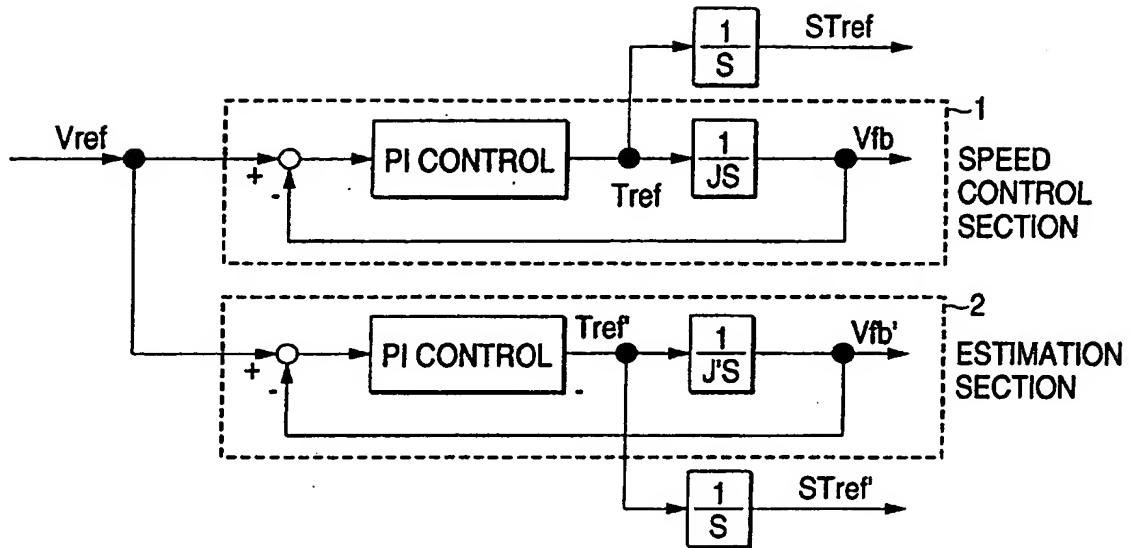 1
S
STref
1
Vref
+
-
PI CONTROL
Tref
1
JS
Vfb
SPEED
CONTROL
SECTION
2
+
-
PI CONTROL
-
Tref'
1
J'S
Vfb'
ESTIMATION
SECTION
1
S
STref'